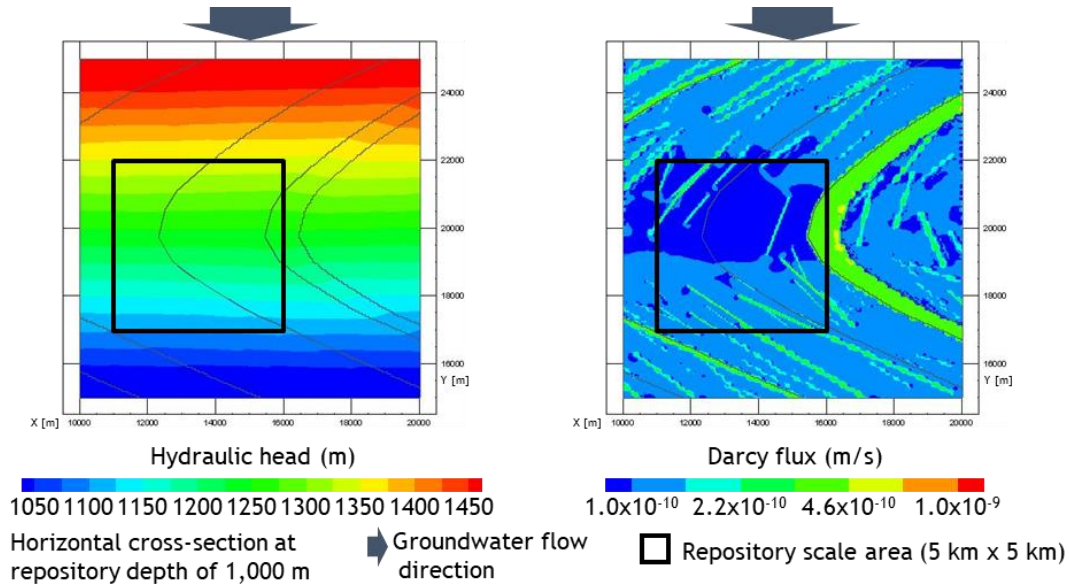 24000
22000
20000
18000
16000
Y [m]
X [m]
10000 12000 14000 16000 18000 20000
24000
22000
20000
18000
16000
Y [m]
X [m]
10000 12000 14000 16000 18000 20000
Hydraulic head (m)
1050 1100 1150 1200 1250 1300 1350 1400 1450
Darcy flux (m/s)
1.0x10⁻¹⁰ 2.2x10⁻¹⁰ 4.6x10⁻¹⁰ 1.0x10⁻⁹
Horizontal cross-section at
repository depth of 1,000 m
Groundwater flow
direction
Repository scale area (5 km x 5 km)